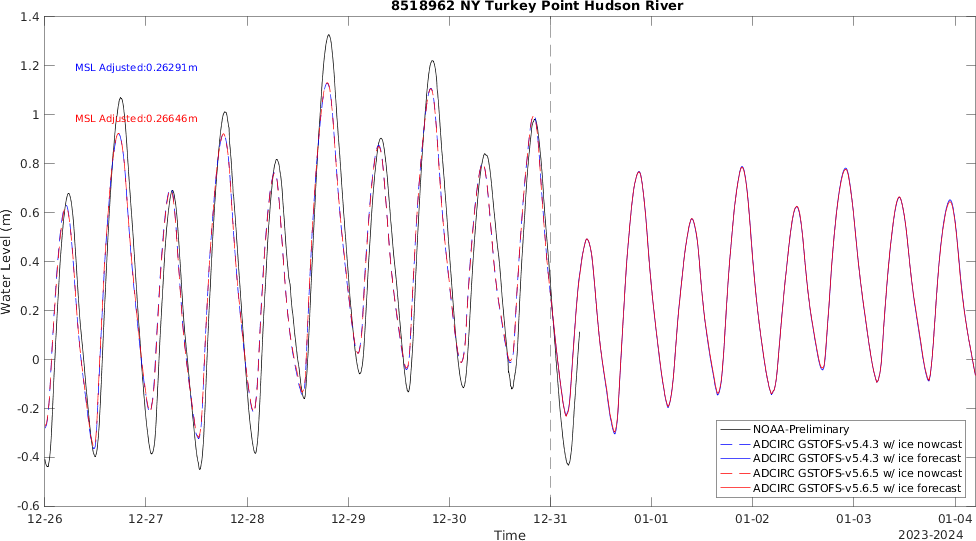 8518962 NY Turkey Point Hudson River
1.4
1.2
1
0.8
0.6
0.4
0.2
0
-0.2
-0.4
-0.6
Water Level (m)
MSL Adjusted:0.26291m
MSL Adjusted:0.26646m
NOAA-Preliminary
ADCIRC GSTOFS-v5.4.3 w/ ice nowcast
ADCIRC GSTOFS-v5.4.3 w/ ice forecast
ADCIRC GSTOFS-v5.6.5 w/ ice nowcast
ADCIRC GSTOFS-v5.6.5 w/ ice forecast
12-26 12-27 12-28 12-29 12-30 12-31 01-01 01-02 01-03 01-04
Time
2023-2024